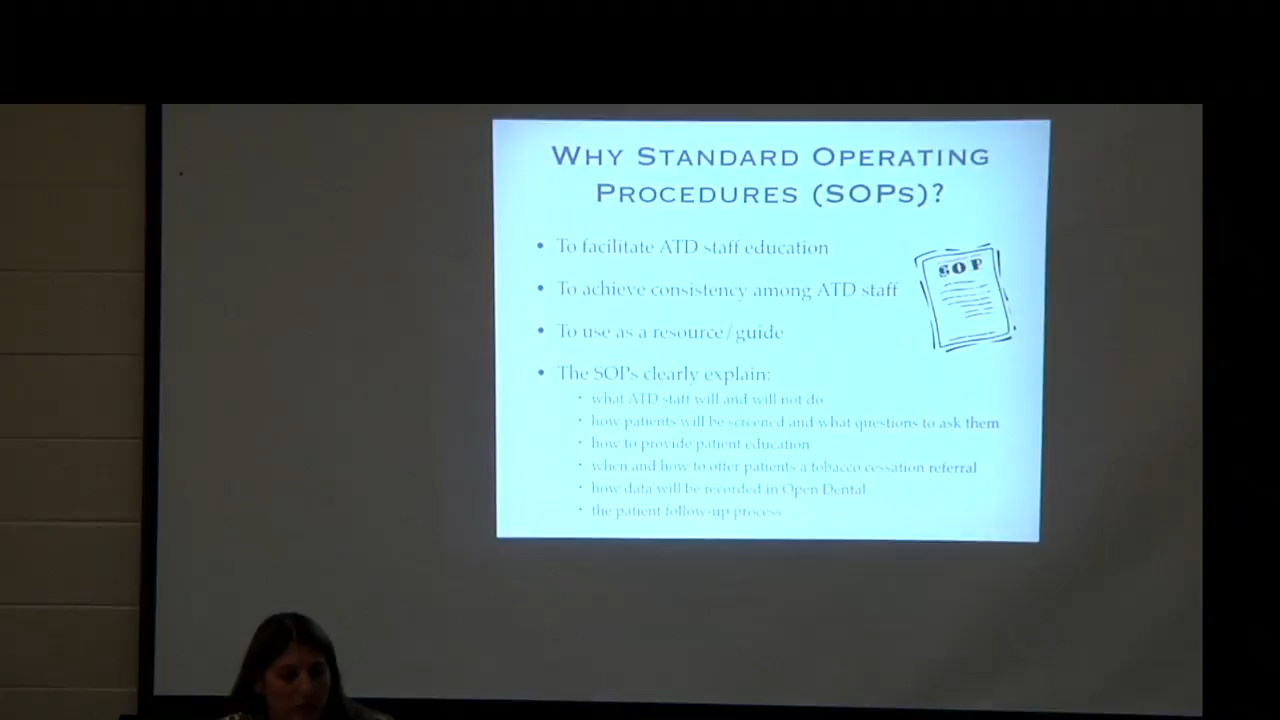 WHY STANDARD OPERATING
PROCEDURES (SOPS)?
• To facilitate ATD staff education
• To achieve consistency among ATD staff
• To use as a resource/guide
• The SOPs clearly explain:
• what ATD staff will and will not do
• how patients will be screened and what questions to ask them
• how to provide patient education
• when and how to offer patients a tobacco cessation referral
• how data will be recorded in Open Dental
• the patient follow-up process
SOP